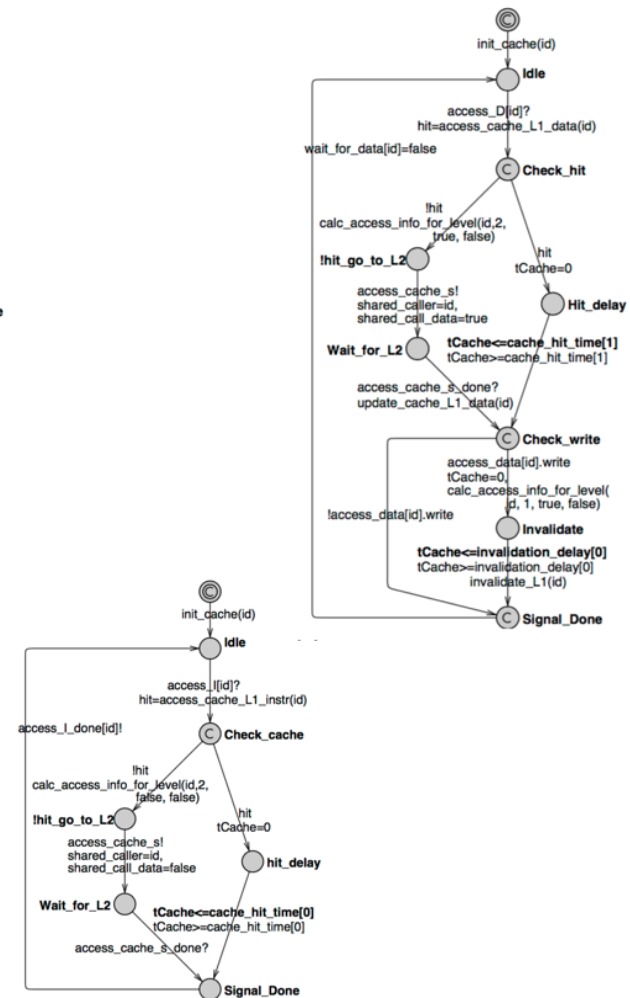 C
init_cache(id)
Idle
access_D[id]?
hit=access_cache_L1_data(id)
wait_for_data[id]=false
C
Check_hit
!hit
calc_access_info_for_level(id,2,
true, false)
hit
tCache=0
!hit_go_to_L2
access_cache_s!
shared_caller=id,
shared_call_data=true
Hit_delay
Wait_for_L2
tCache<=cache_hit_time[1]
tCache>=cache_hit_time[1]
access_cache_s_done?
update_cache_L1_data(id)
C
Check_write
access_data[id].write
tCache=0,
calc_access_info_for_level(
id, 1, true, false)
!access_data[id].write
Invalidate
tCache<=invalidation_delay[0]
tCache>=invalidation_delay[0]
invalidate_L1(id)
C
Signal_Done
e
C
init_cache(id)
Idle
access_I[id]?
hit=access_cache_L1_instr(id)
access_I_done[id]!
C
Check_cache
!hit
calc_access_info_for_level(id,2,
false, false)
hit
tCache=0
!hit_go_to_L2
access_cache_s!
shared_caller=id,
shared_call_data=false
hit_delay
Wait_for_L2
tCache<=cache_hit_time[0]
tCache>=cache_hit_time[0]
access_cache_s_done?
C
Signal_Done